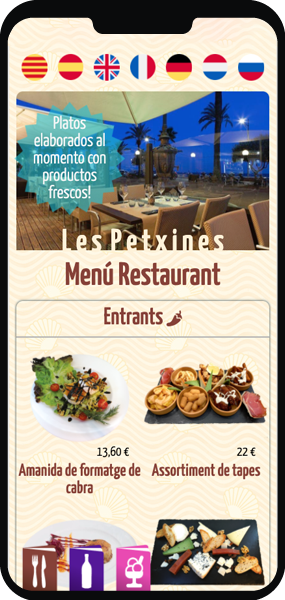 Platos
elaborados al
momento con
productos
frescos!
Les Petxines
Menú Restaurant
Entrants
13,60 €
22 €
Amanida de formatge de
cabra
Assortiment de tapes